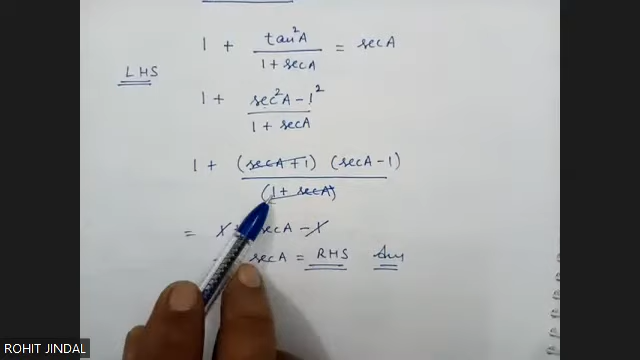 1 + tan²A / 1 + secA = secA
LHS
1 + sec²A - 1² / 1 + secA
1 + (secA + 1) (secA - 1) / (1 + secA)
= 1 + secA - 1
secA = RHS Ans
ROHIT JINDAL